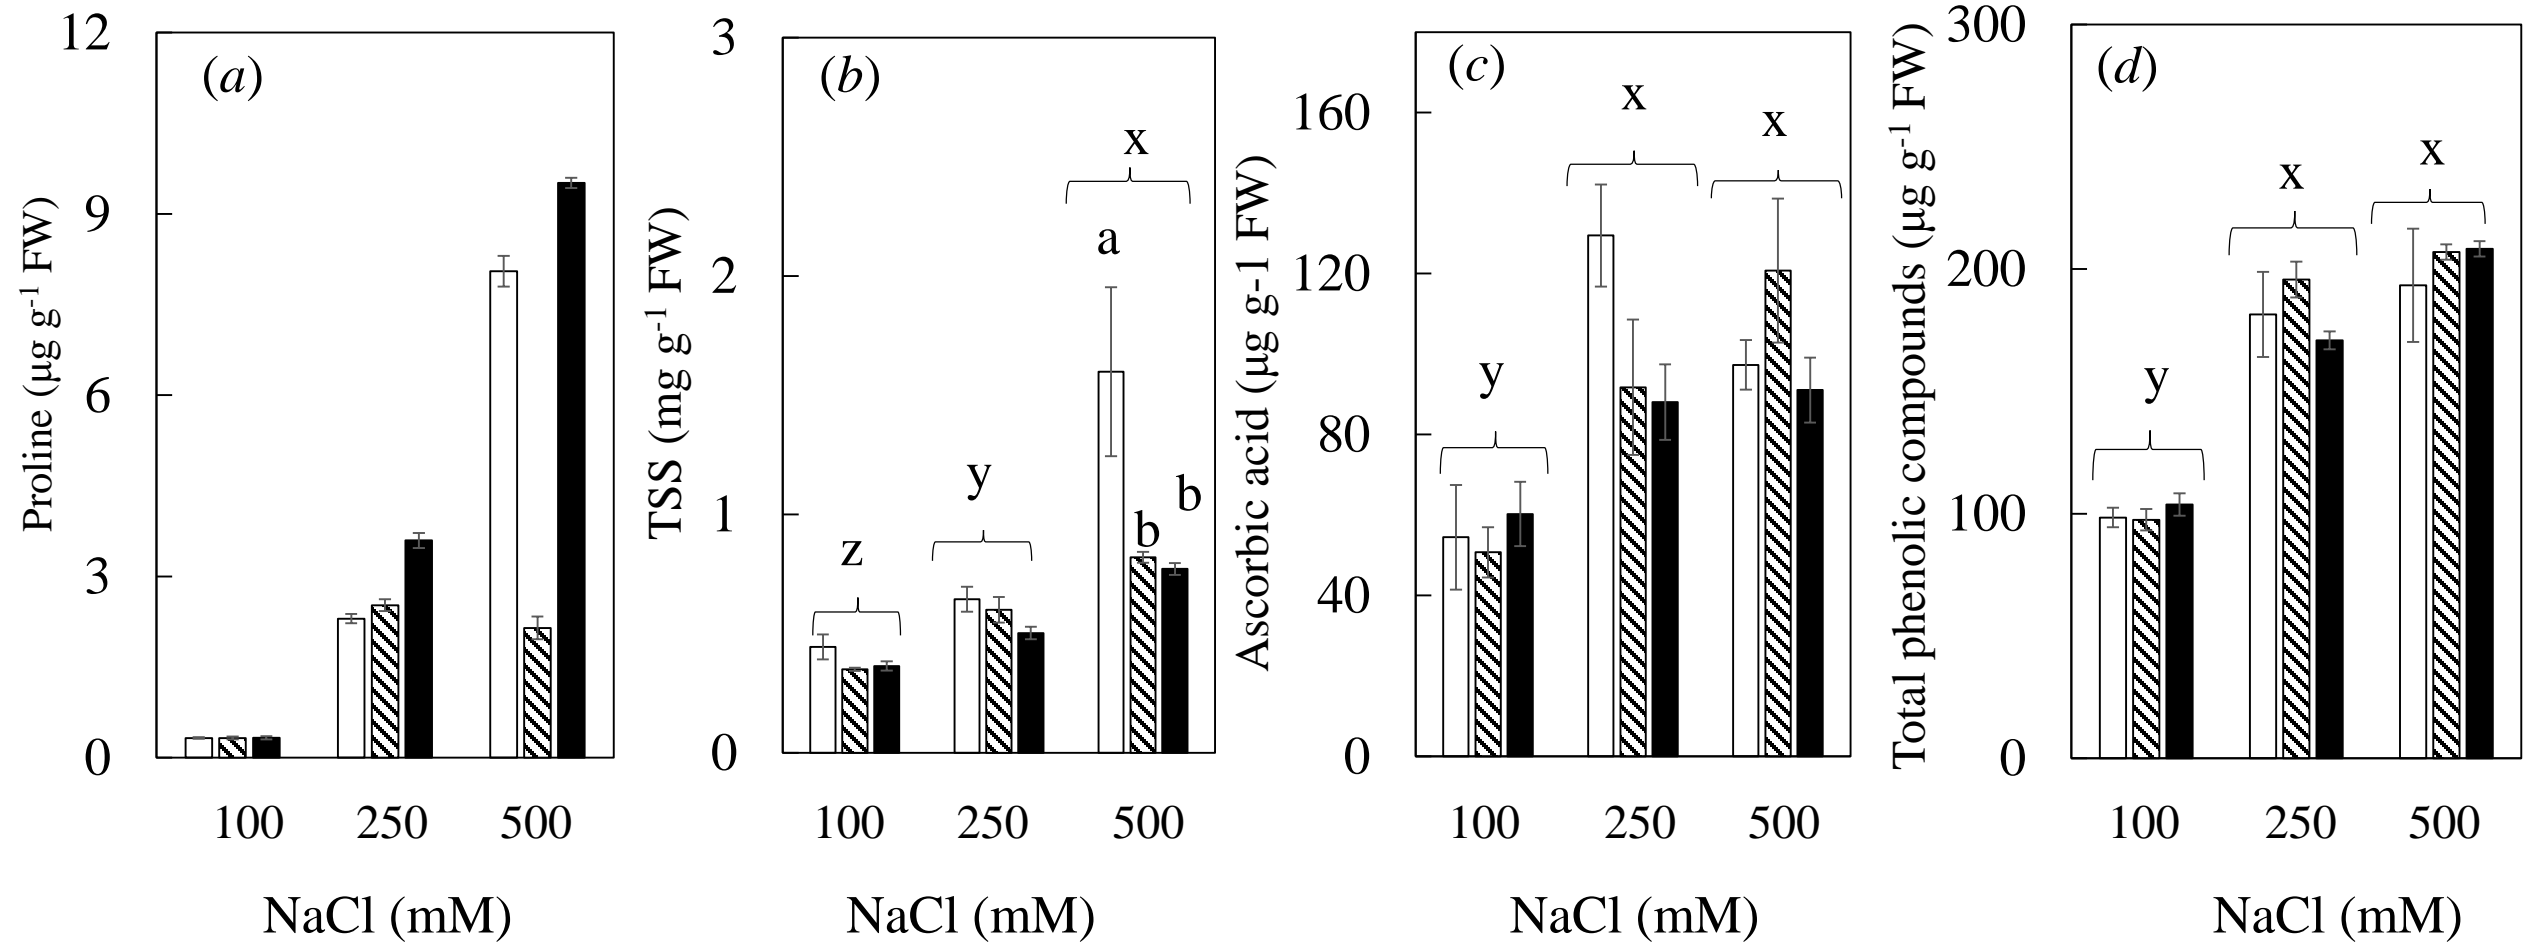 Proline (µg g-1 FW)
12
9
6
3
0
(a)
100 250 500
NaCl (mM)
TSS (mg g-1 FW)
3
2
1
0
(b)
x
a
b
b
y
z
100 250 500
NaCl (mM)
Ascorbic acid (µg g-1 FW)
160
120
80
40
0
(c)
x
x
y
100 250 500
NaCl (mM)
Total phenolic compounds (µg g-1 FW)
300
200
100
0
(d)
x
x
y
100 250 500
NaCl (mM)